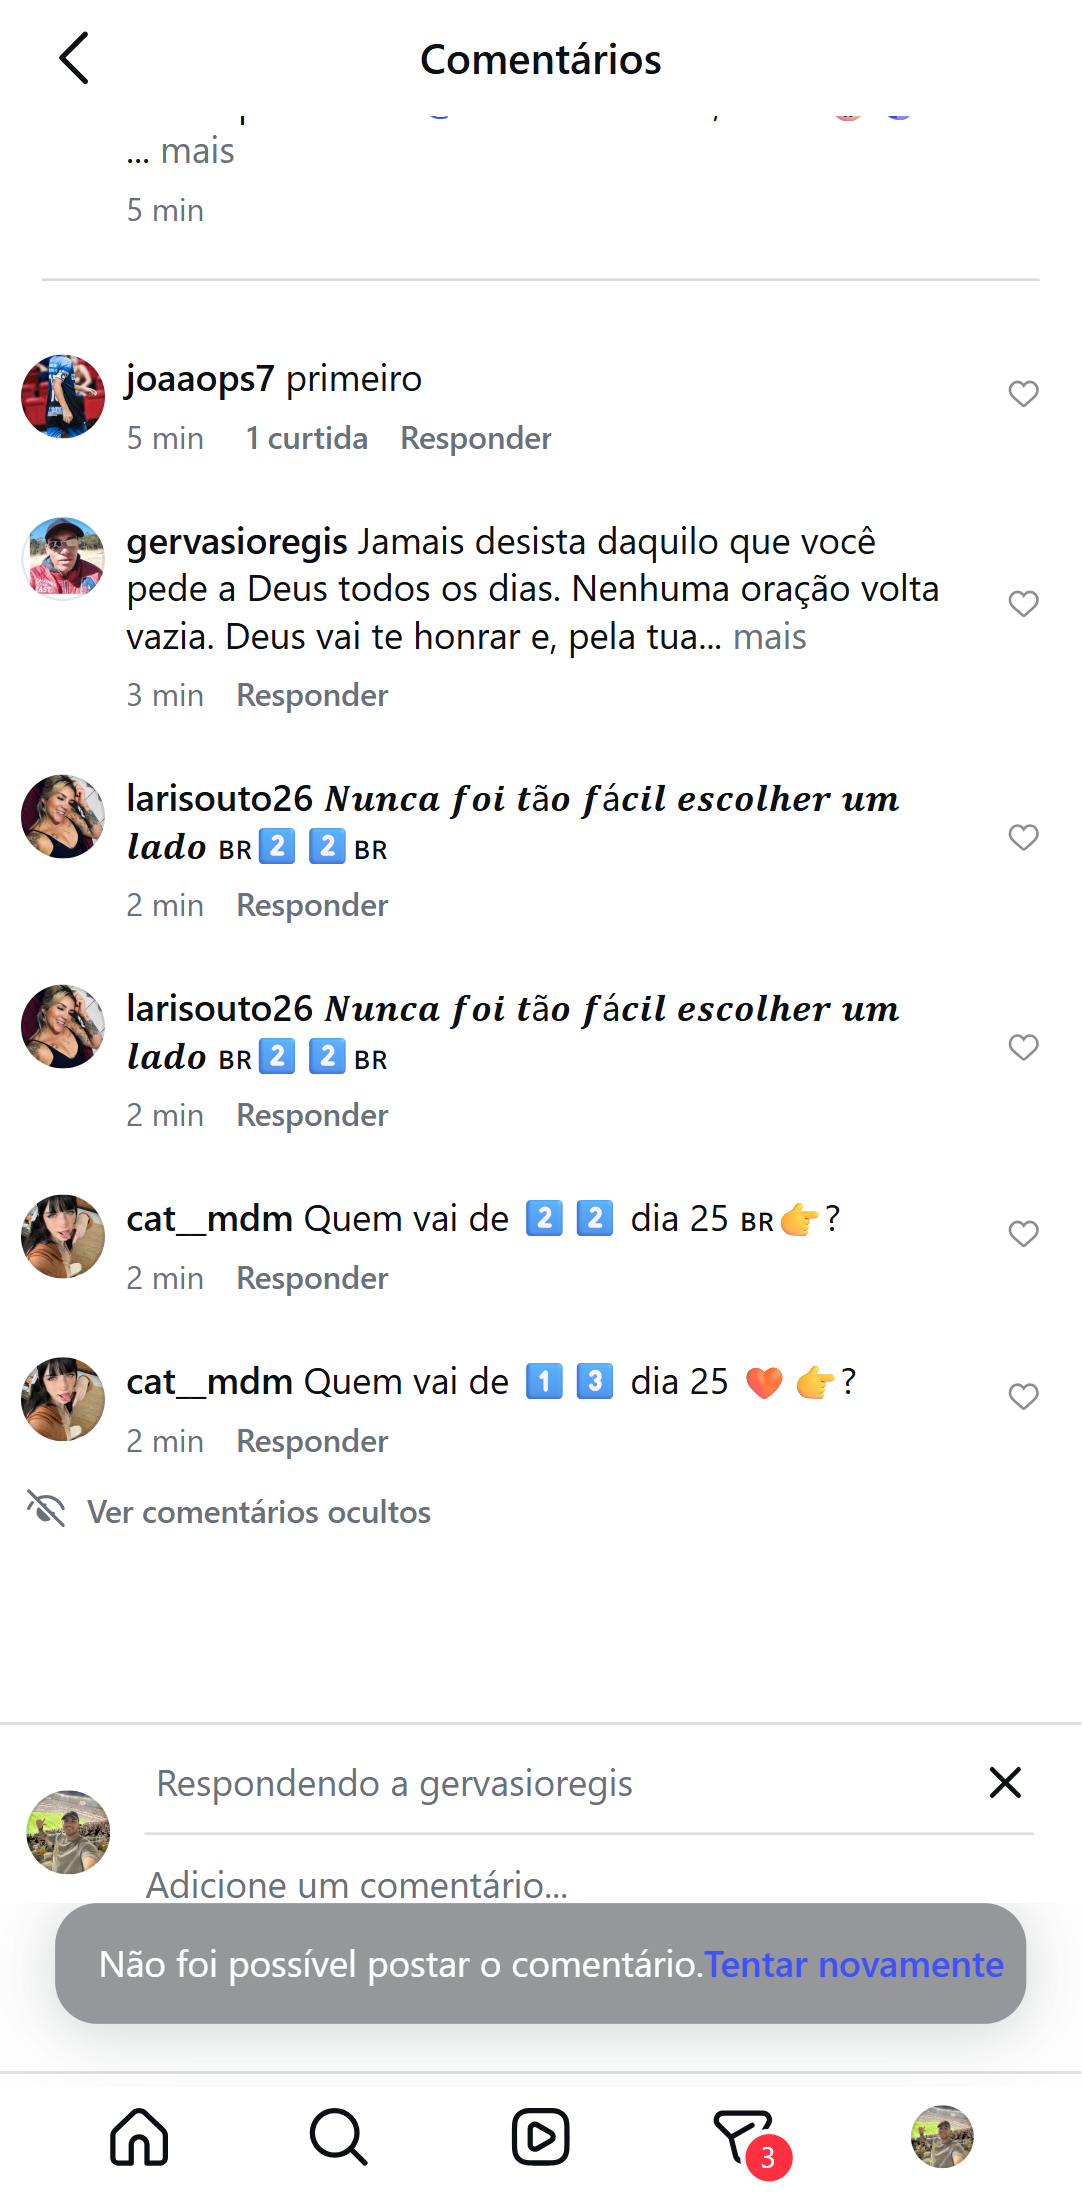 Comentários
... mais
5 min
joaaops7 primeiro
5 min 1 curtida Responder
gervasioregis Jamais desista daquilo que você
pede a Deus todos os dias. Nenhuma oração volta
vazia. Deus vai te honrar e, pela tua... mais
3 min Responder
larisouto26 𝑵𝒖𝒏𝒄𝒂 𝒇𝒐𝒊 𝒕ã𝒐 𝒇á𝒄𝒊𝒍 𝒆𝒔𝒄𝒐𝒍𝒉𝒆𝒓 𝒖𝒎
𝒍𝒂𝒅𝒐 🇧🇷2️⃣ 2️⃣🇧🇷
2 min Responder
larisouto26 𝑵𝒖𝒏𝒄𝒂 𝒇𝒐𝒊 𝒕ã𝒐 𝒇á𝒄𝒊𝒍 𝒆𝒔𝒄𝒐𝒍𝒉𝒆𝒓 𝒖𝒎
𝒍𝒂𝒅𝒐 🇧🇷2️⃣ 2️⃣🇧🇷
2 min Responder
cat__mdm Quem vai de 2️⃣ 2️⃣ dia 25 🇧🇷👉?
2 min Responder
cat__mdm Quem vai de 1️⃣ 3️⃣ dia 25 ❤️ 👉?
2 min Responder
Ver comentários ocultos
Respondendo a gervasioregis
Adicione um comentário...
Não foi possível postar o comentário.Tentar novamente
3